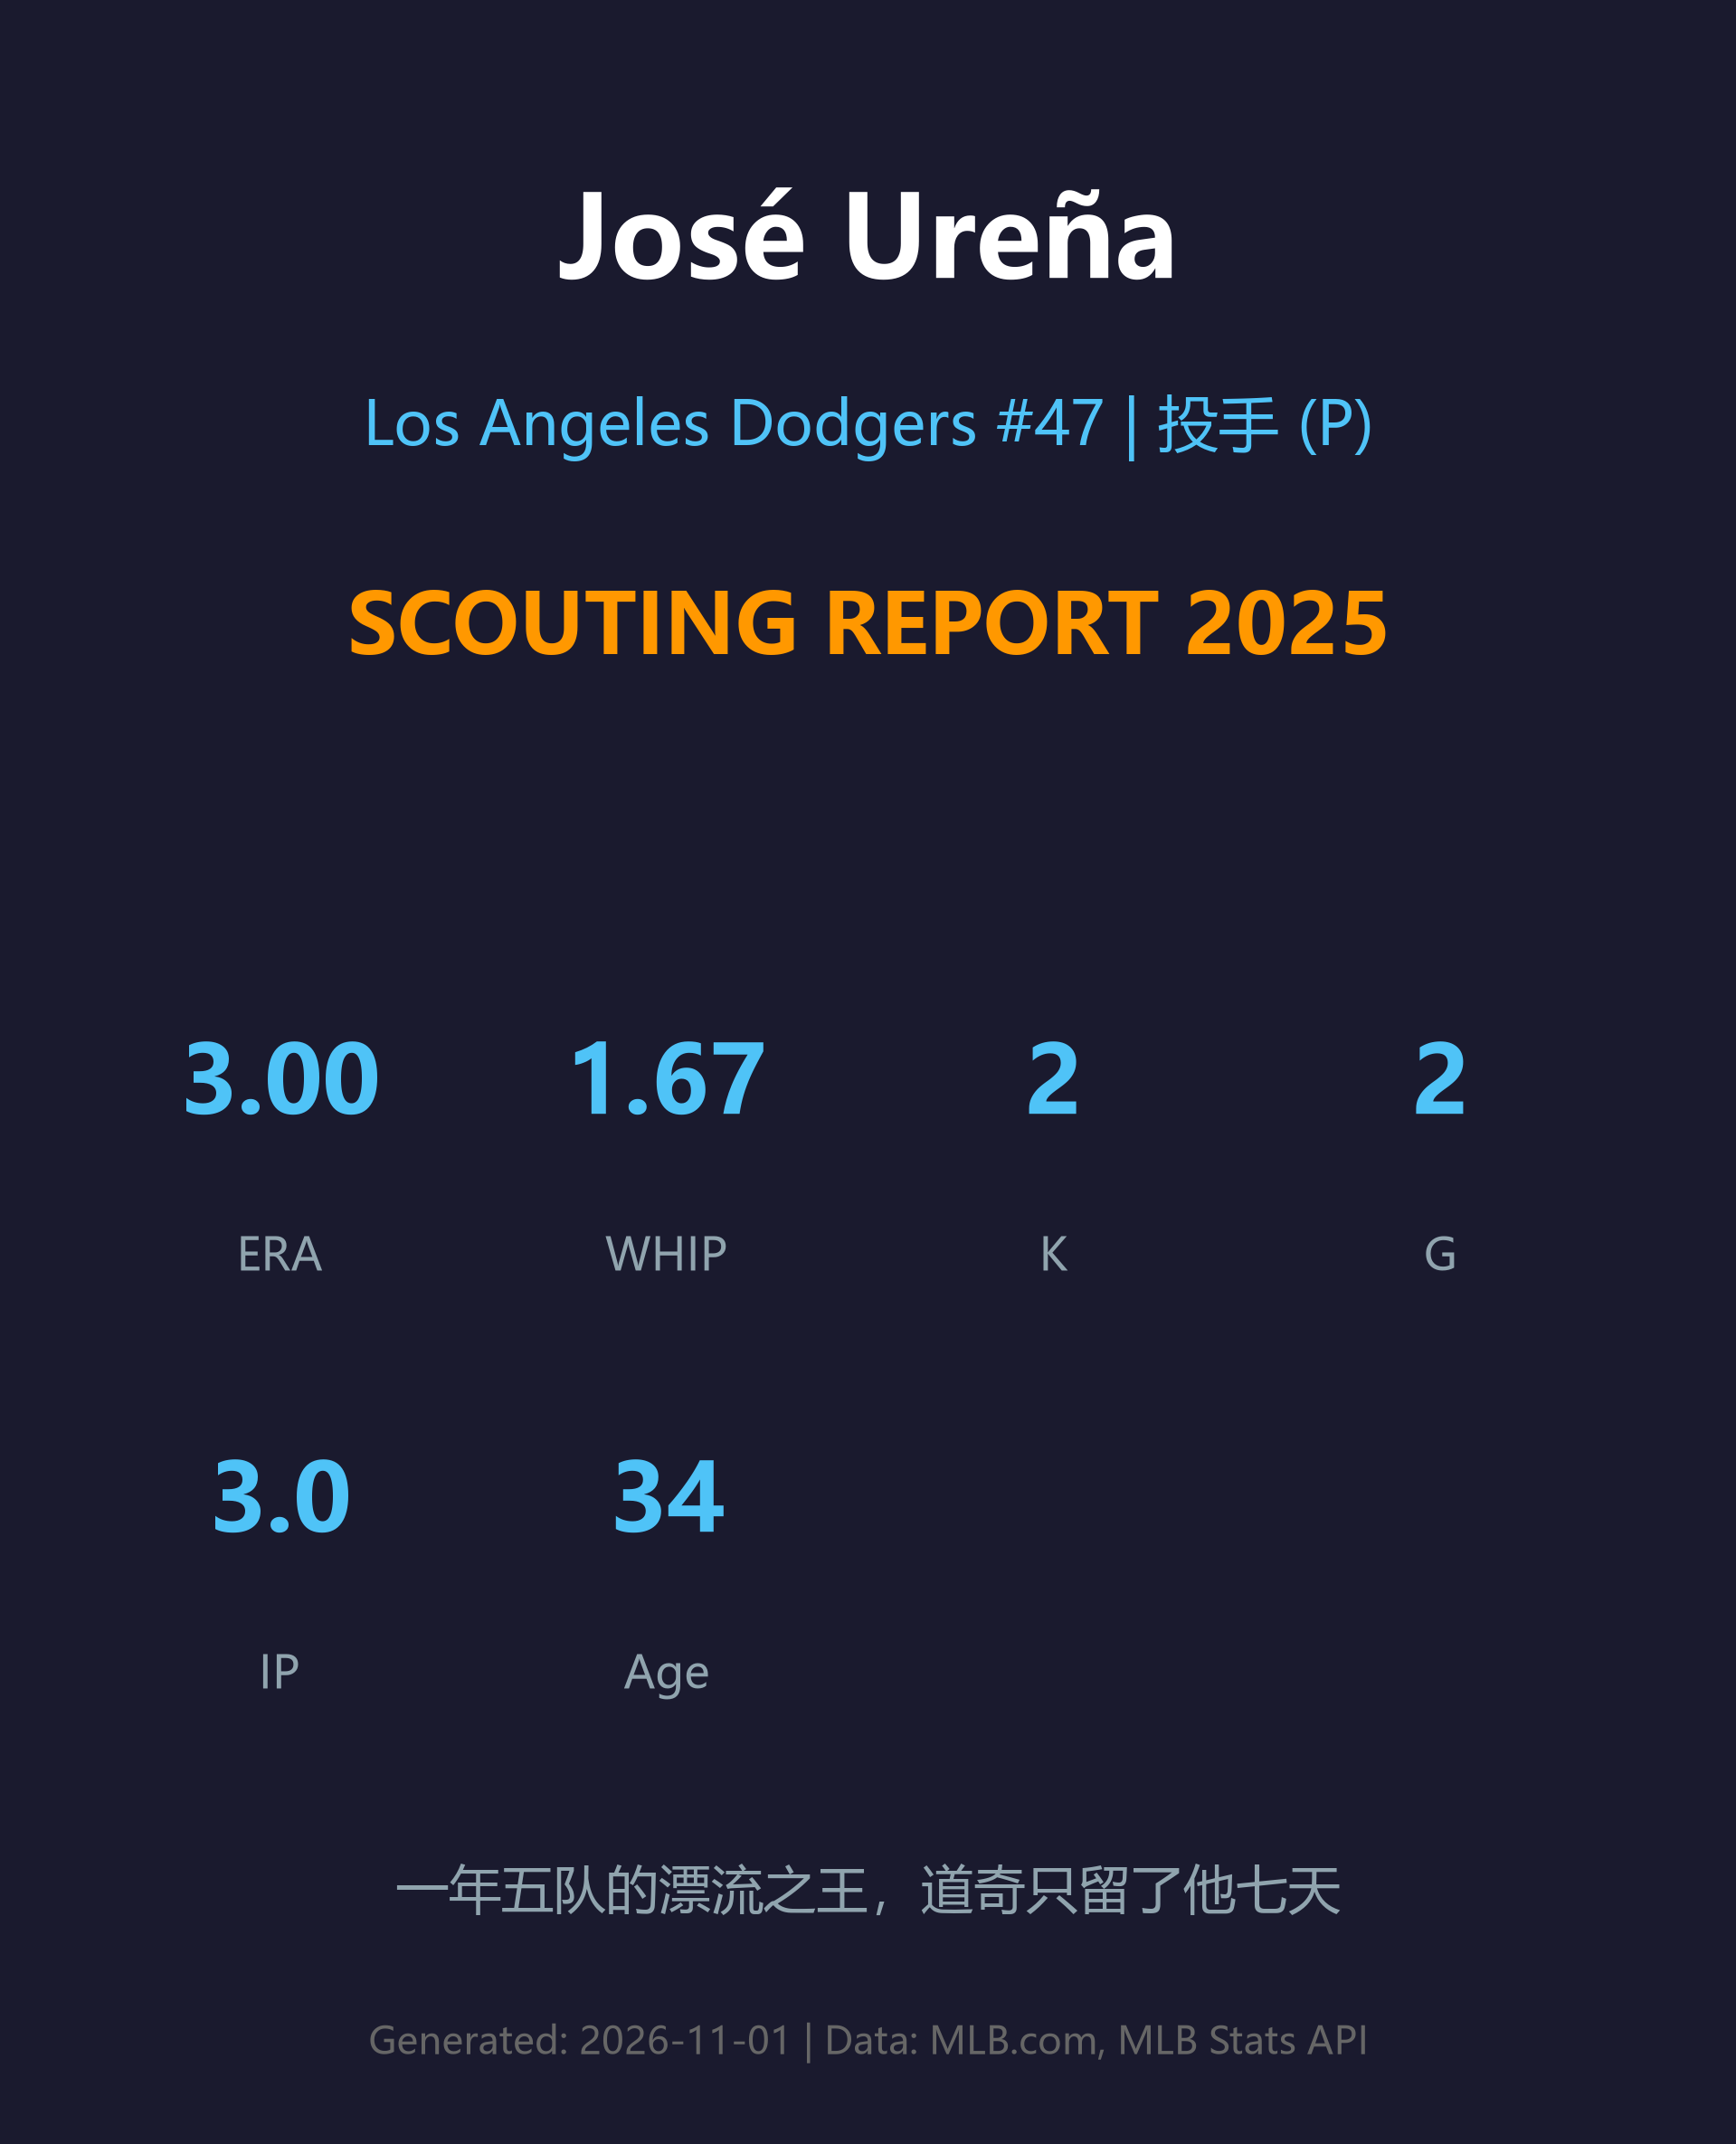 José Ureña
Los Angeles Dodgers #47 | 投手 (P)
SCOUTING REPORT 2025
3.00 1.67 2 2
ERA WHIP K G
3.0 34
IP Age
一年五队的漂流之王，道奇只留了他七天
Generated: 2026-11-01 | Data: MLB.com, MLB Stats API